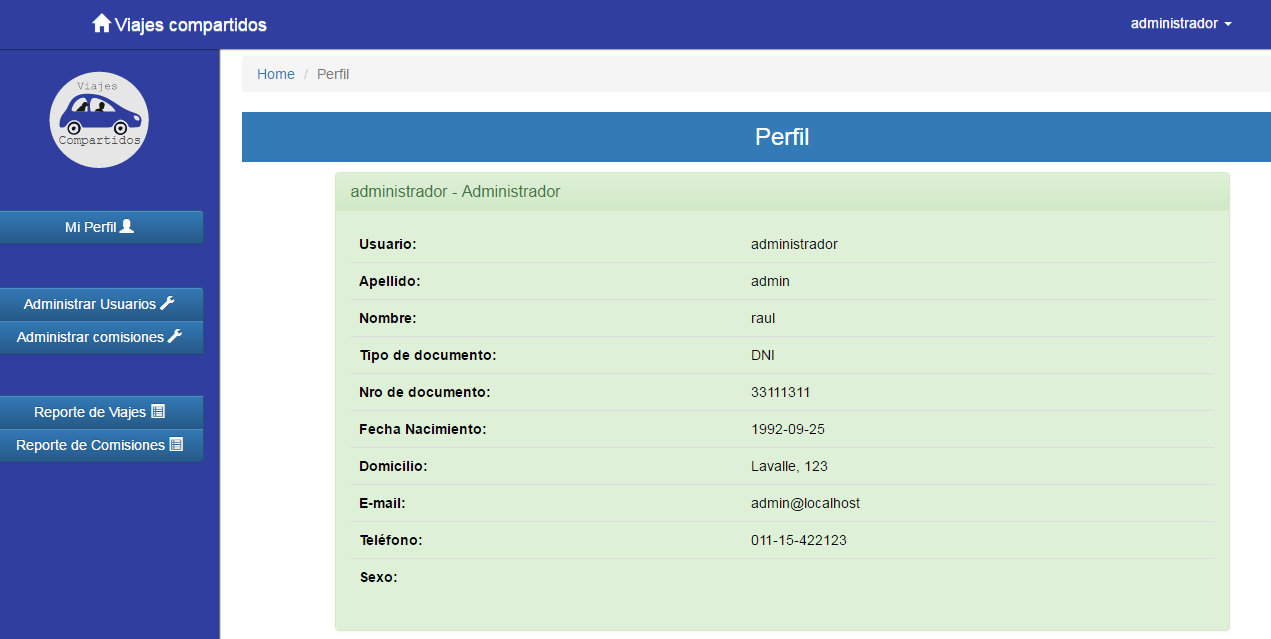 Viajes compartidos
administrador
Viajes
Compartidos
Mi Perfil
Administrar Usuarios
Administrar comisiones
Reporte de Viajes
Reporte de Comisiones
Home / Perfil
Perfil
administrador - Administrador
Usuario: administrador
Apellido: admin
Nombre: raul
Tipo de documento: DNI
Nro de documento: 33111311
Fecha Nacimiento: 1992-09-25
Domicilio: Lavalle, 123
E-mail: admin@localhost
Teléfono: 011-15-422123
Sexo: